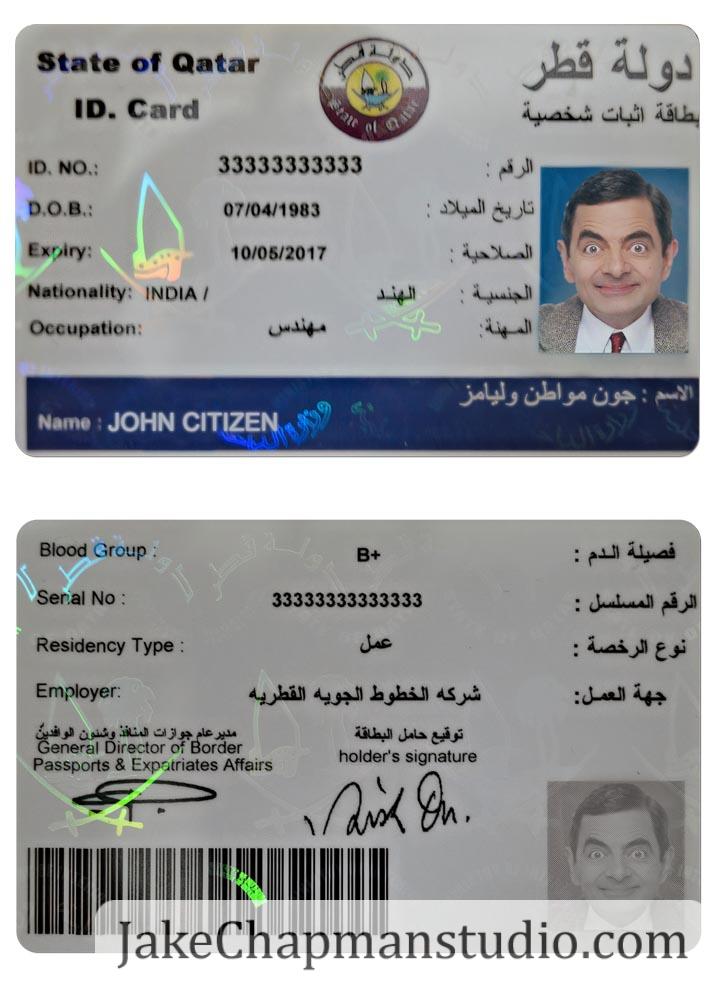 State of Qatar
ID. Card
دولة قطر
State of Qatar
دولة قطر
بطاقة اثبات شخصية
ID. NO.: 33333333333 الرقم :
D.O.B.: 07/04/1983 تاريخ الميلاد :
Expiry: 10/05/2017 الصلاحية :
Nationality: INDIA / الهند الجنسية :
Occupation: مهندس المهنة:
الاسم : جون مواطن وليامز
Name : JOHN CITIZEN
Blood Group : B+ فصيلة الدم :
Serial No : 33333333333333 الرقم المسلسل :
Residency Type : عمل نوع الرخصة :
Employer: شركه الخطوط الجويه القطريه جهة العمل:
مديرعام جوازات المنافذ وشئون الوافدين
General Director of Border
Passports & Expatriates Affairs
توقيع حامل البطاقة
holder's signature
JakeChapmanstudio.com